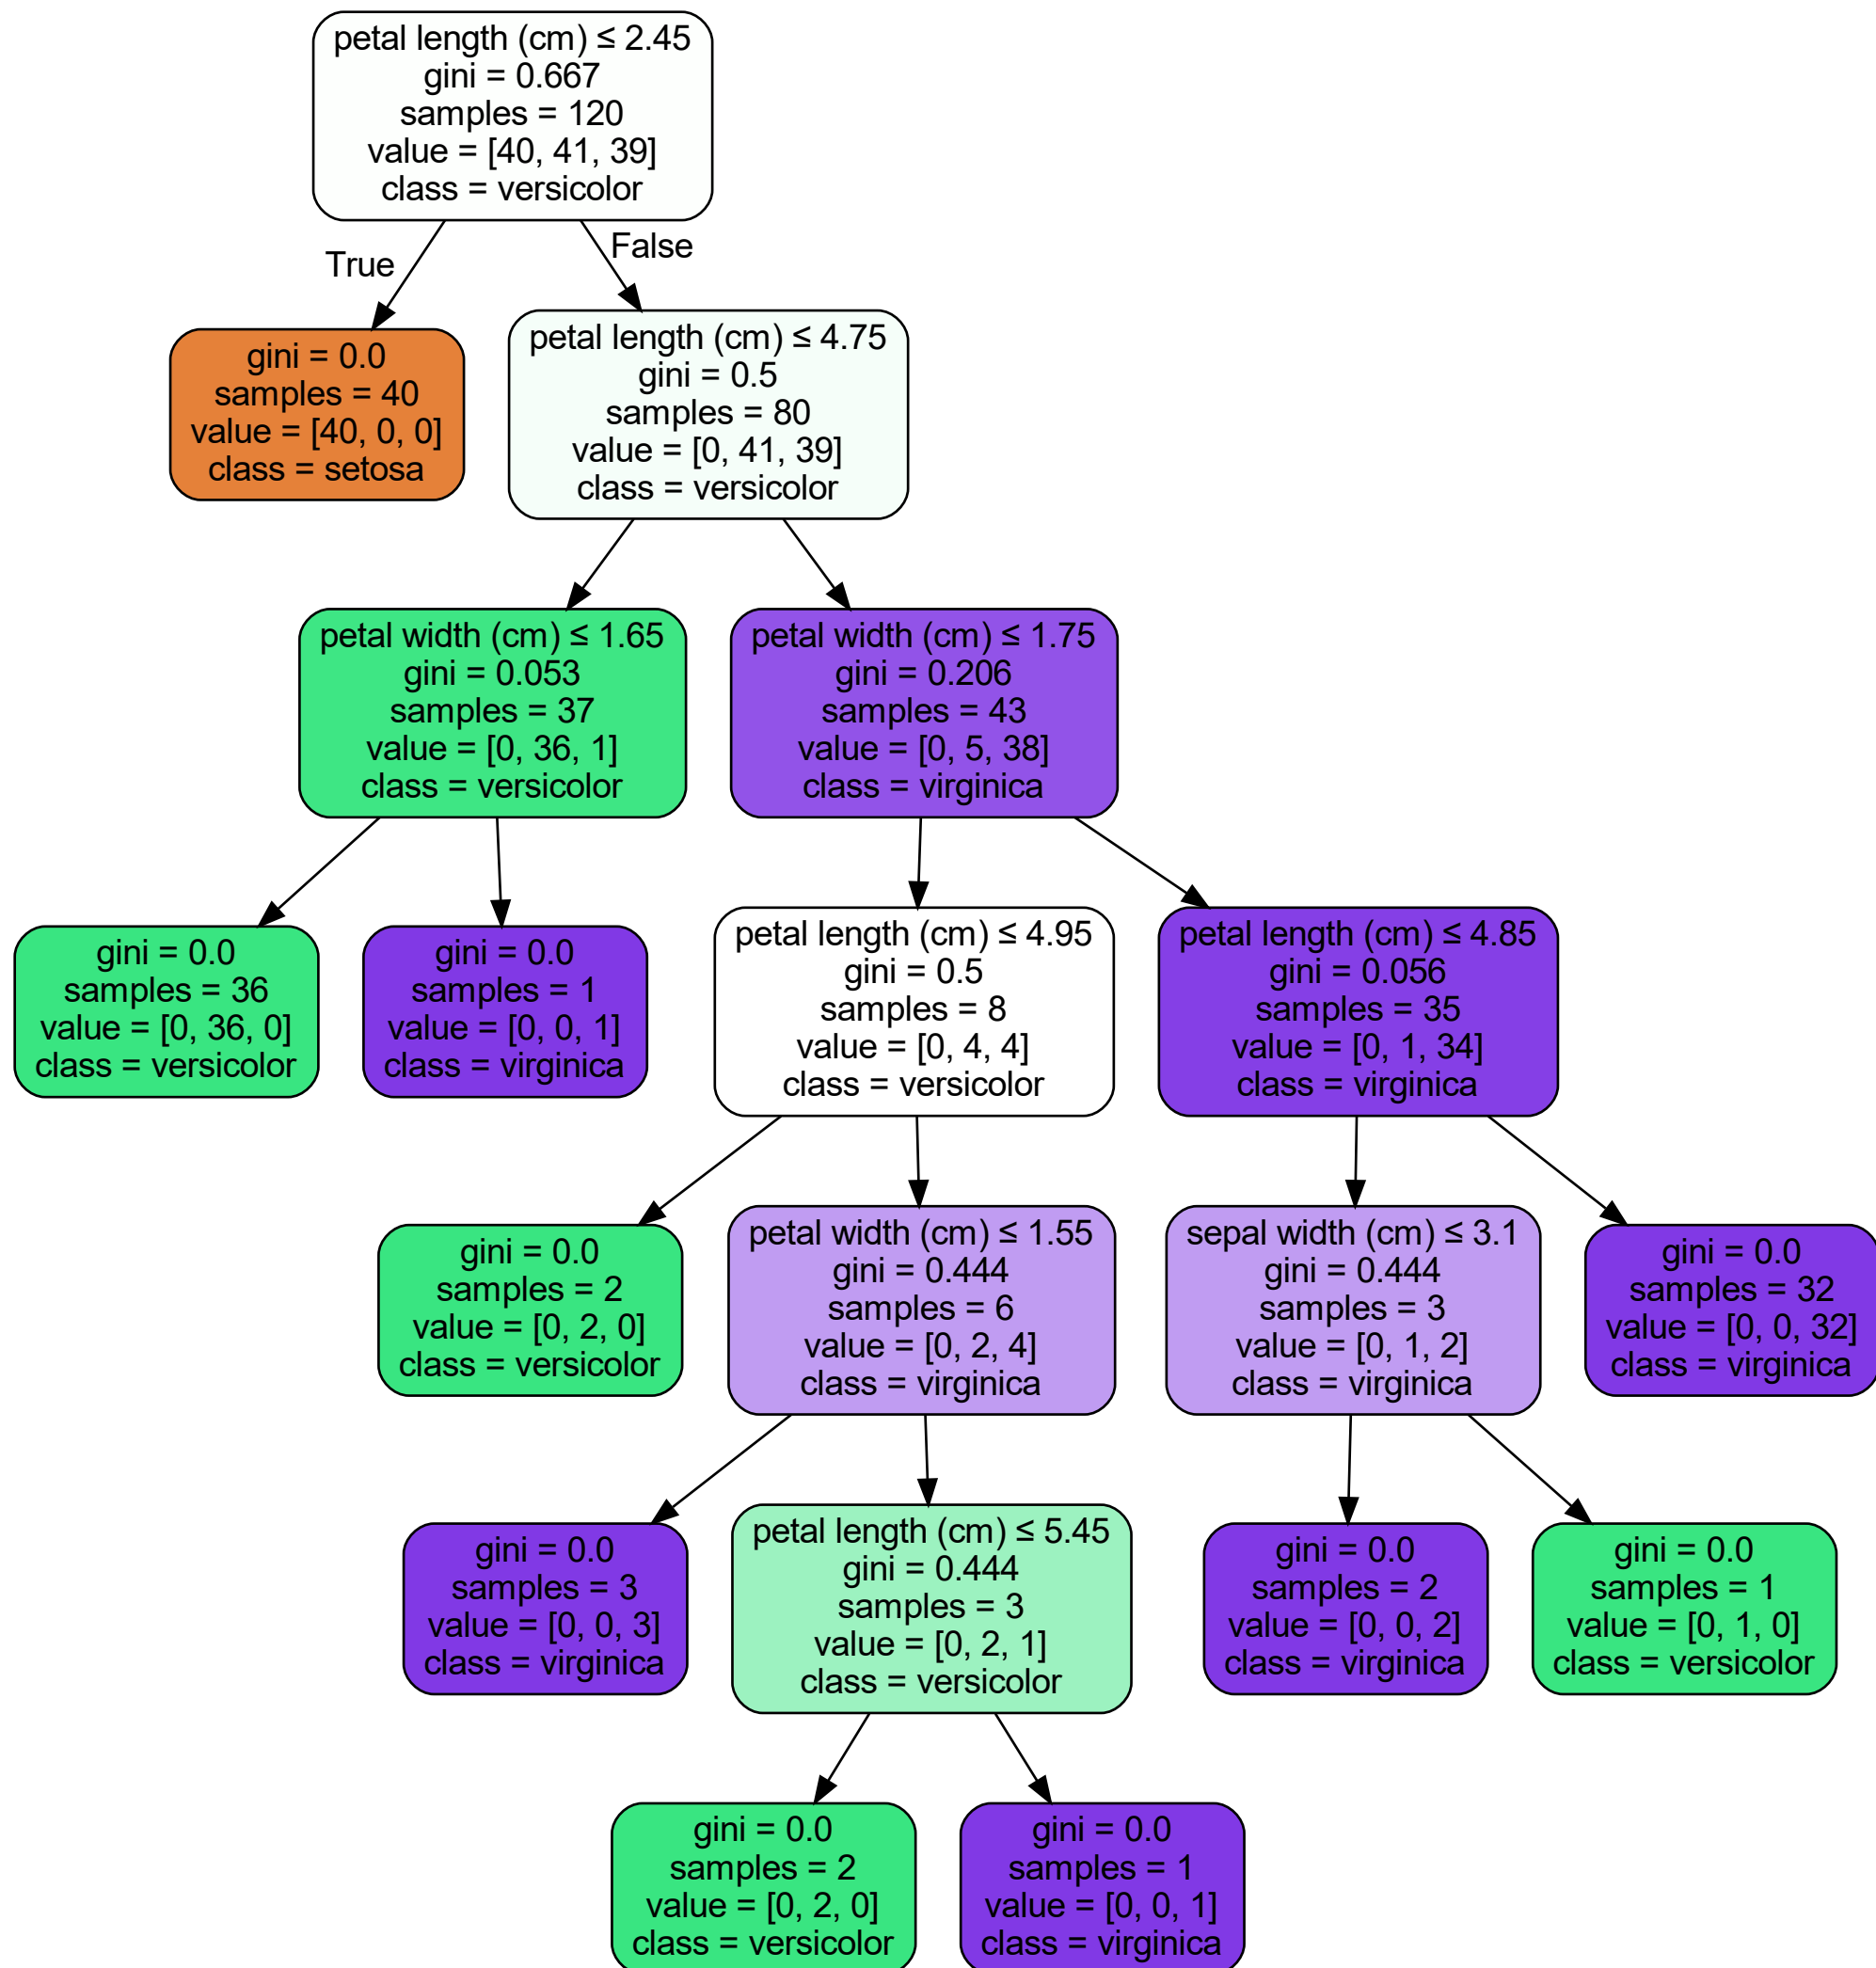 petal length (cm) ≤ 2.45
gini = 0.667
samples = 120
value = [40, 41, 39]
class = versicolor
True
False
gini = 0.0
samples = 40
value = [40, 0, 0]
class = setosa
petal length (cm) ≤ 4.75
gini = 0.5
samples = 80
value = [0, 41, 39]
class = versicolor
petal width (cm) ≤ 1.65
gini = 0.053
samples = 37
value = [0, 36, 1]
class = versicolor
petal width (cm) ≤ 1.75
gini = 0.206
samples = 43
value = [0, 5, 38]
class = virginica
gini = 0.0
samples = 36
value = [0, 36, 0]
class = versicolor
gini = 0.0
samples = 1
value = [0, 0, 1]
class = virginica
petal length (cm) ≤ 4.95
gini = 0.5
samples = 8
value = [0, 4, 4]
class = versicolor
petal length (cm) ≤ 4.85
gini = 0.056
samples = 35
value = [0, 1, 34]
class = virginica
gini = 0.0
samples = 2
value = [0, 2, 0]
class = versicolor
petal width (cm) ≤ 1.55
gini = 0.444
samples = 6
value = [0, 2, 4]
class = virginica
sepal width (cm) ≤ 3.1
gini = 0.444
samples = 3
value = [0, 1, 2]
class = virginica
gini = 0.0
samples = 32
value = [0, 0, 32]
class = virginica
gini = 0.0
samples = 3
value = [0, 0, 3]
class = virginica
petal length (cm) ≤ 5.45
gini = 0.444
samples = 3
value = [0, 2, 1]
class = versicolor
gini = 0.0
samples = 2
value = [0, 0, 2]
class = virginica
gini = 0.0
samples = 1
value = [0, 1, 0]
class = versicolor
gini = 0.0
samples = 2
value = [0, 2, 0]
class = versicolor
gini = 0.0
samples = 1
value = [0, 0, 1]
class = virginica